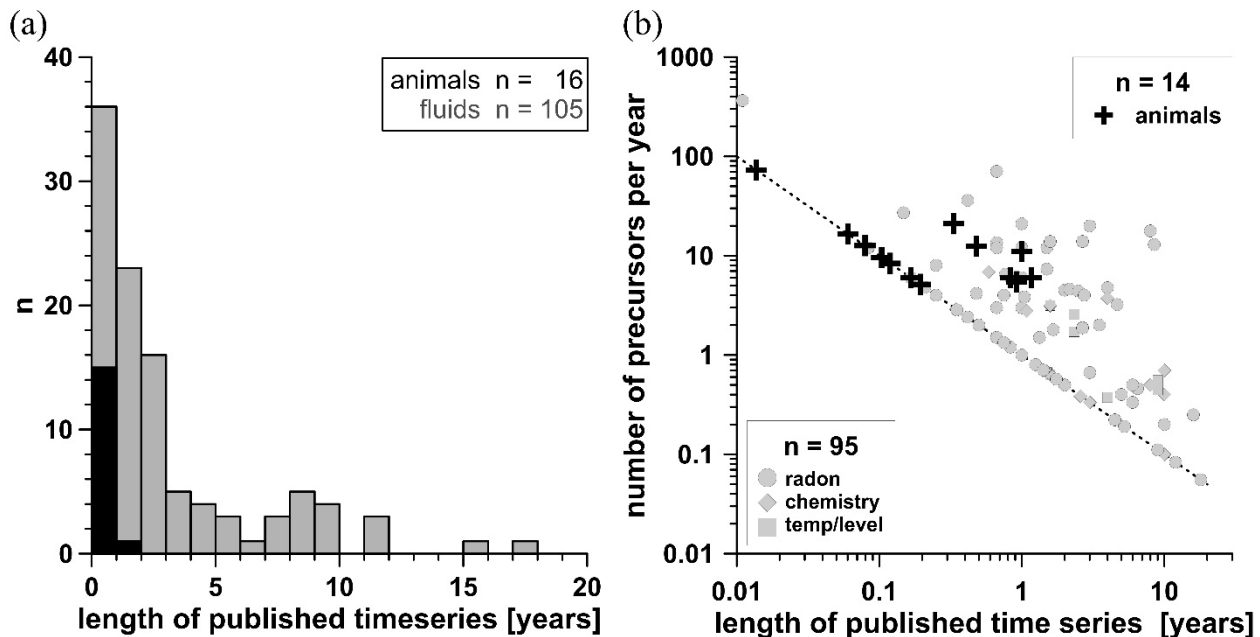 (a)
40
30
20
10
0
n
animals n = 16
fluids n = 105
0 5 10 15 20
length of published timeseries [years]
(b)
1000
100
10
1
0.1
0.01
number of precursors per year
n = 14
animals
n = 95
radon
chemistry
temp/level
0.01 0.1 1 10
length of published time series [years]